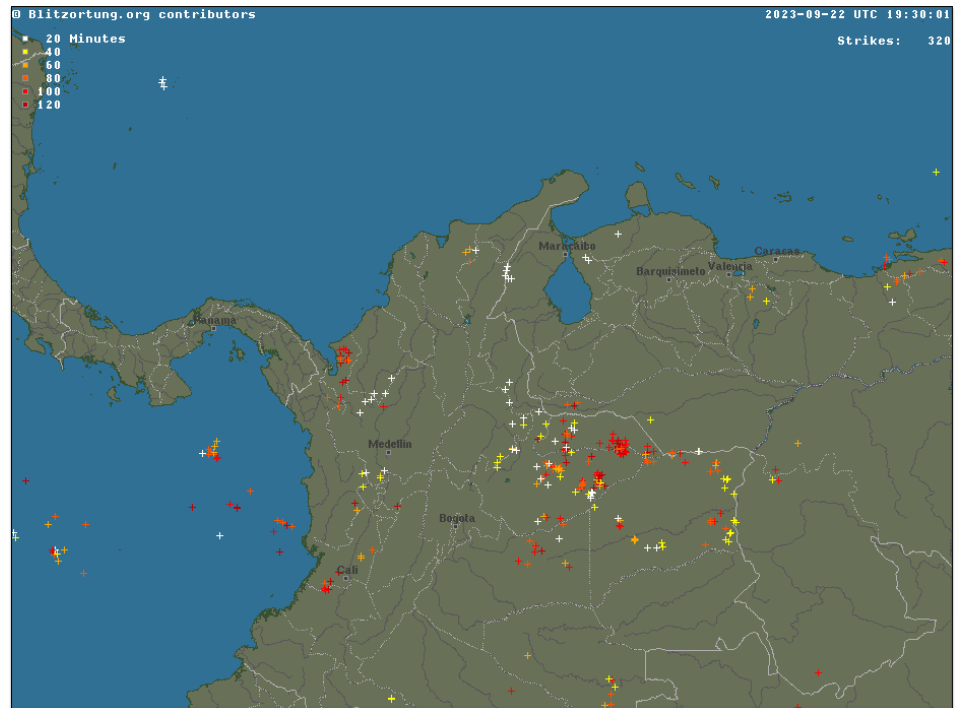 © Blitzortung.org contributors
2023-09-22 UTC 19:30:01
20 Minutes
Strikes: 320
40
60
80
100
120
Maracaibo
Caracas
Barquisimeto
Valencia
Panama
Medellin
Bogota
Cali